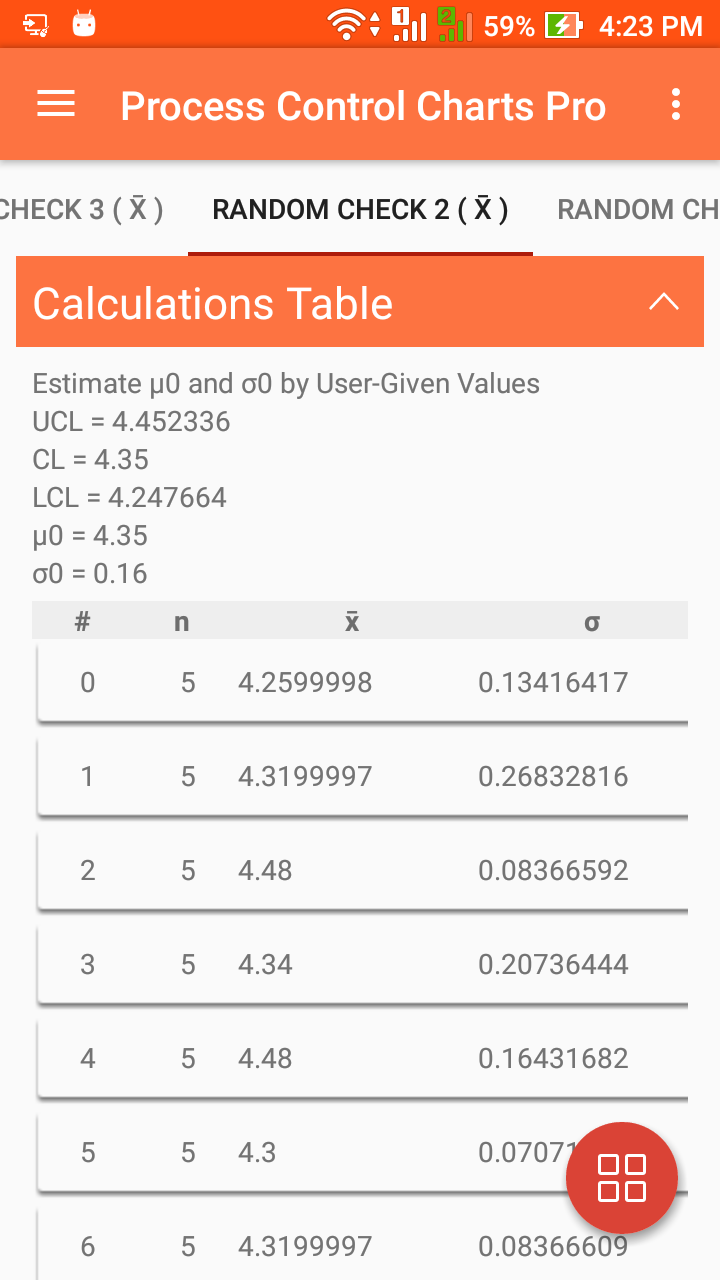 1 2 59% 4:23 PM
Process Control Charts Pro
CHECK 3 ( X̄ ) RANDOM CHECK 2 ( X̄ ) RANDOM CH
Calculations Table
Estimate μ0 and σ0 by User-Given Values
UCL = 4.452336
CL = 4.35
LCL = 4.247664
μ0 = 4.35
σ0 = 0.16
# n x̄ σ
0 5 4.2599998 0.13416417
1 5 4.3199997 0.26832816
2 5 4.48 0.08366592
3 5 4.34 0.20736444
4 5 4.48 0.16431682
5 5 4.3 0.07071
6 5 4.3199997 0.08366609